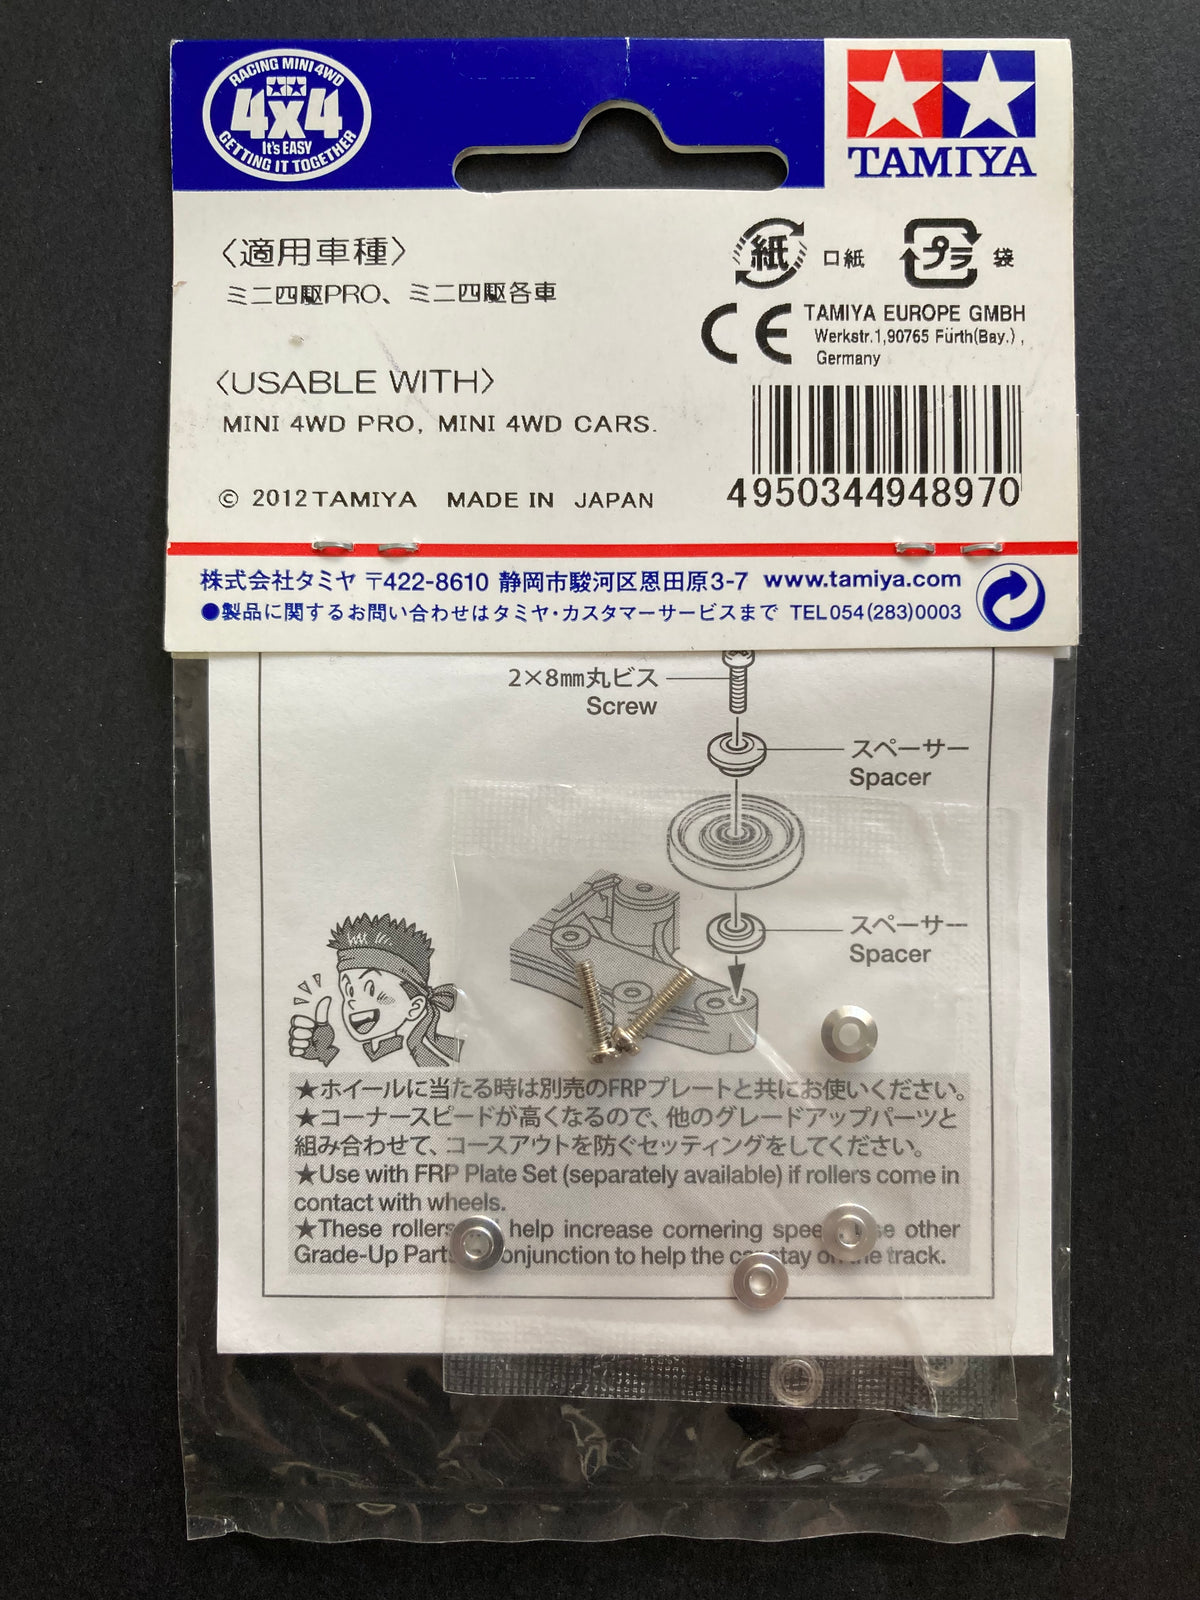 RACING MINI 4WD
4x4
It's EASY
GETTING IT TOGETHER
TAMIYA
〈適用車種〉
ミニ四駆PRO、ミニ四駆各車
〈USABLE WITH〉
MINI 4WD PRO, MINI 4WD CARS.
© 2012 TAMIYA MADE IN JAPAN
紙 口紙 プラ 袋
CE TAMIYA EUROPE GMBH
Werkstr.1,90765 Fürth(Bay.) ,
Germany
4950344948970
株式会社タミヤ 〒422-8610 静岡市駿河区恩田原3-7 www.tamiya.com
●製品に関するお問い合わせはタミヤ・カスタマーサービスまで TEL054(283)0003
2×8mm丸ビス
Screw
スペーサー
Spacer
スペーサー
Spacer
★ホイールに当たる時は別売のFRPプレートと共にお使いください。
★コーナースピードが高くなるので、他のグレードアップパーツと
組み合わせて、コースアウトを防ぐセッティングをしてください。
★Use with FRP Plate Set (separately available) if rollers come in
contact with wheels.
★These rollers help increase cornering other
Grade-Up Parts conjunction to help the car stay on the track.